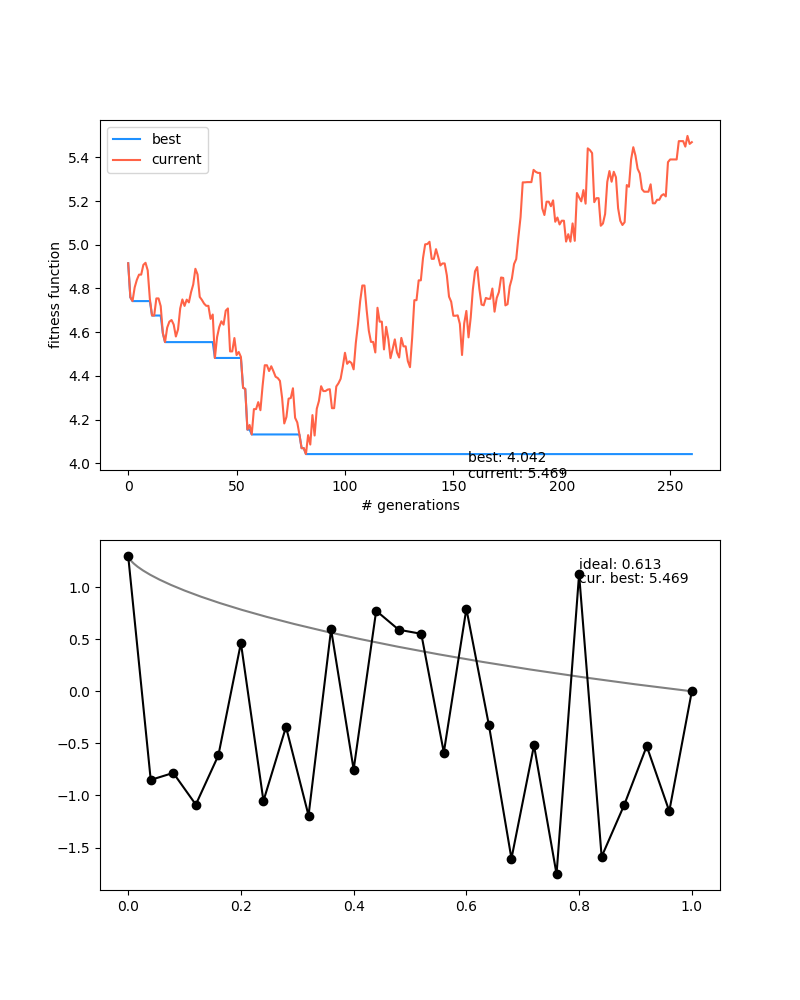 best
current
fitness function
5.4
5.2
5.0
4.8
4.6
4.4
4.2
4.0
best: 4.042
current: 5.469
0 50 100 150 200 250
# generations
ideal: 0.613
cur. best: 5.469
1.0
0.5
0.0
−0.5
−1.0
−1.5
0.0 0.2 0.4 0.6 0.8 1.0